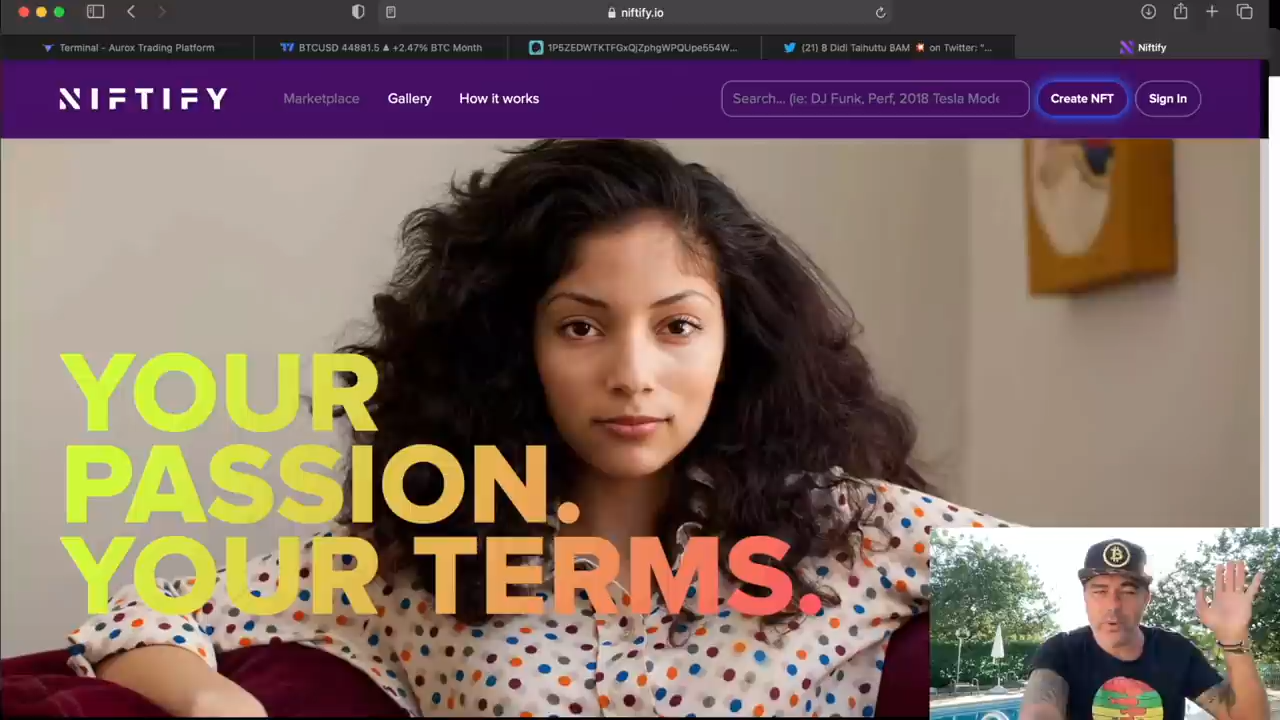 niftify.io
Terminal - Aurox Trading Platform
BTCUSD 44881.5 ▲ +2.47% BTC Month
1P5ZEDWTKTFGxQjZphgWPQUpe554W...
(21) 8 Didi Taihuttu BAM 💥 on Twitter: "...
Niftify
NIFTIFY
Marketplace
Gallery
How it works
Search... (ie: DJ Funk, Perf, 2018 Tesla Mode
Create NFT
Sign In
YOUR
PASSION.
YOUR TERMS.